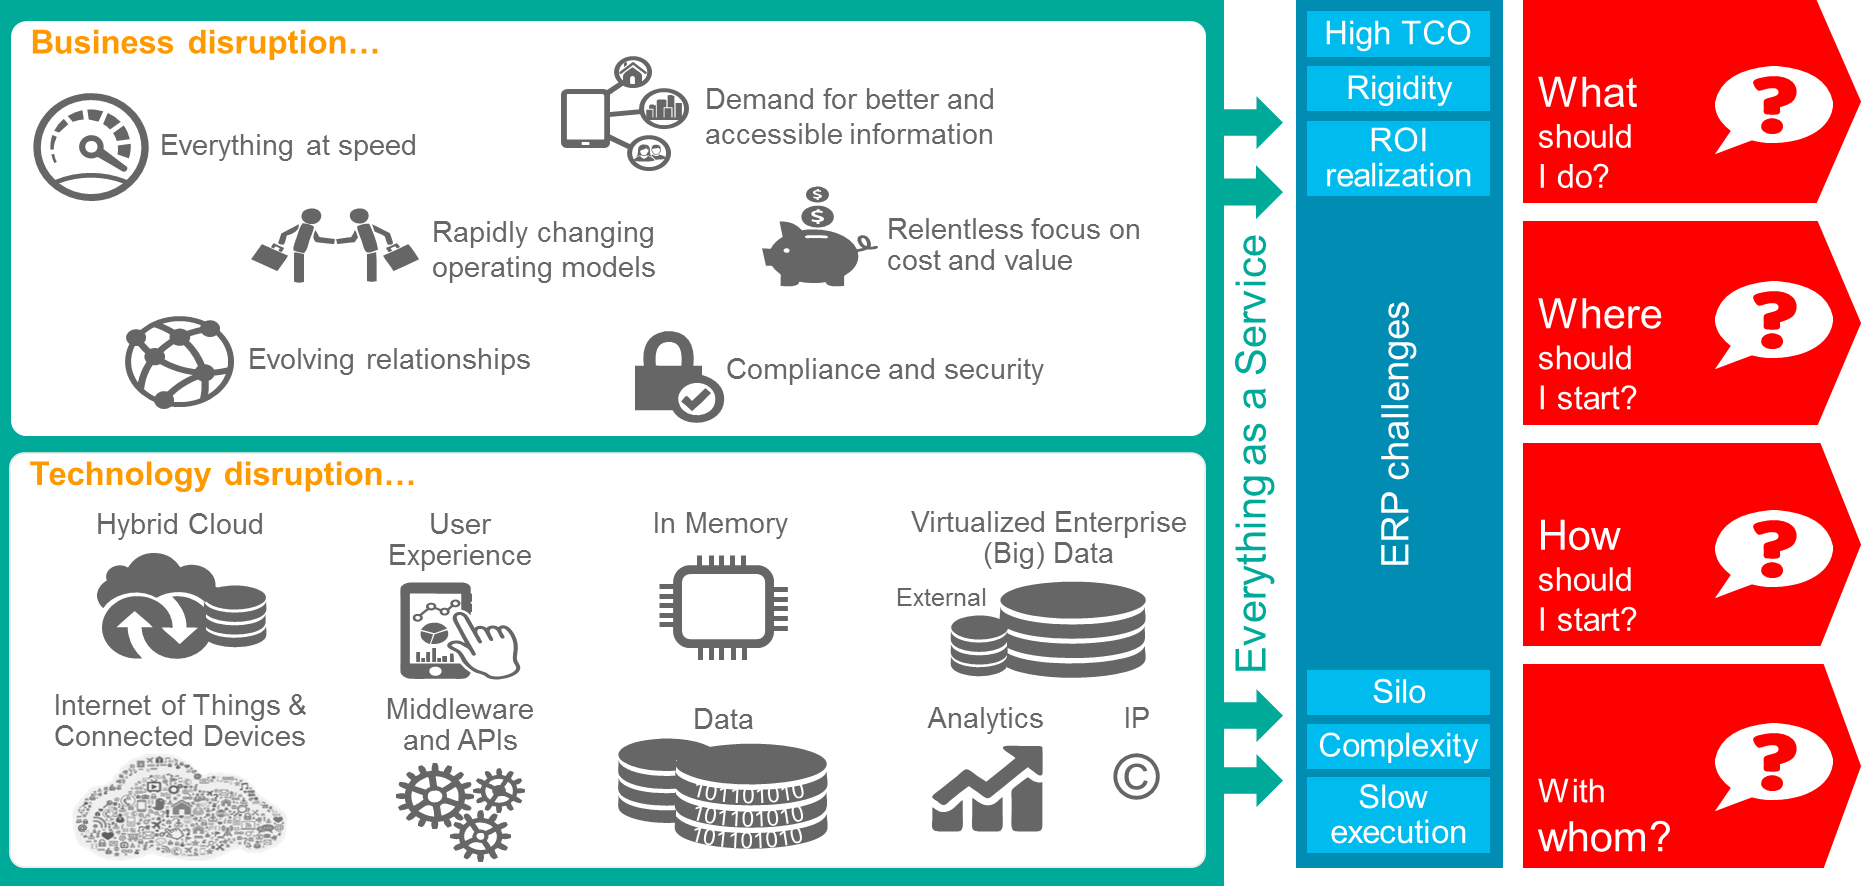 Business disruption…
Everything at speed
Demand for better and
accessible information
Rapidly changing
operating models
Relentless focus on
cost and value
Evolving relationships
Compliance and security
Technology disruption…
Hybrid Cloud
User
Experience
In Memory
Virtualized Enterprise
(Big) Data
External
Internet of Things &
Connected Devices
Middleware
and APIs
Data
101101010
101101010
101101010
Analytics
IP
©
Everything as a Service
High TCO
Rigidity
ROI
realization
ERP challenges
Silo
Complexity
Slow
execution
What
should
I do?
?
Where
should
I start?
?
How
should
I start?
?
With
whom?
?